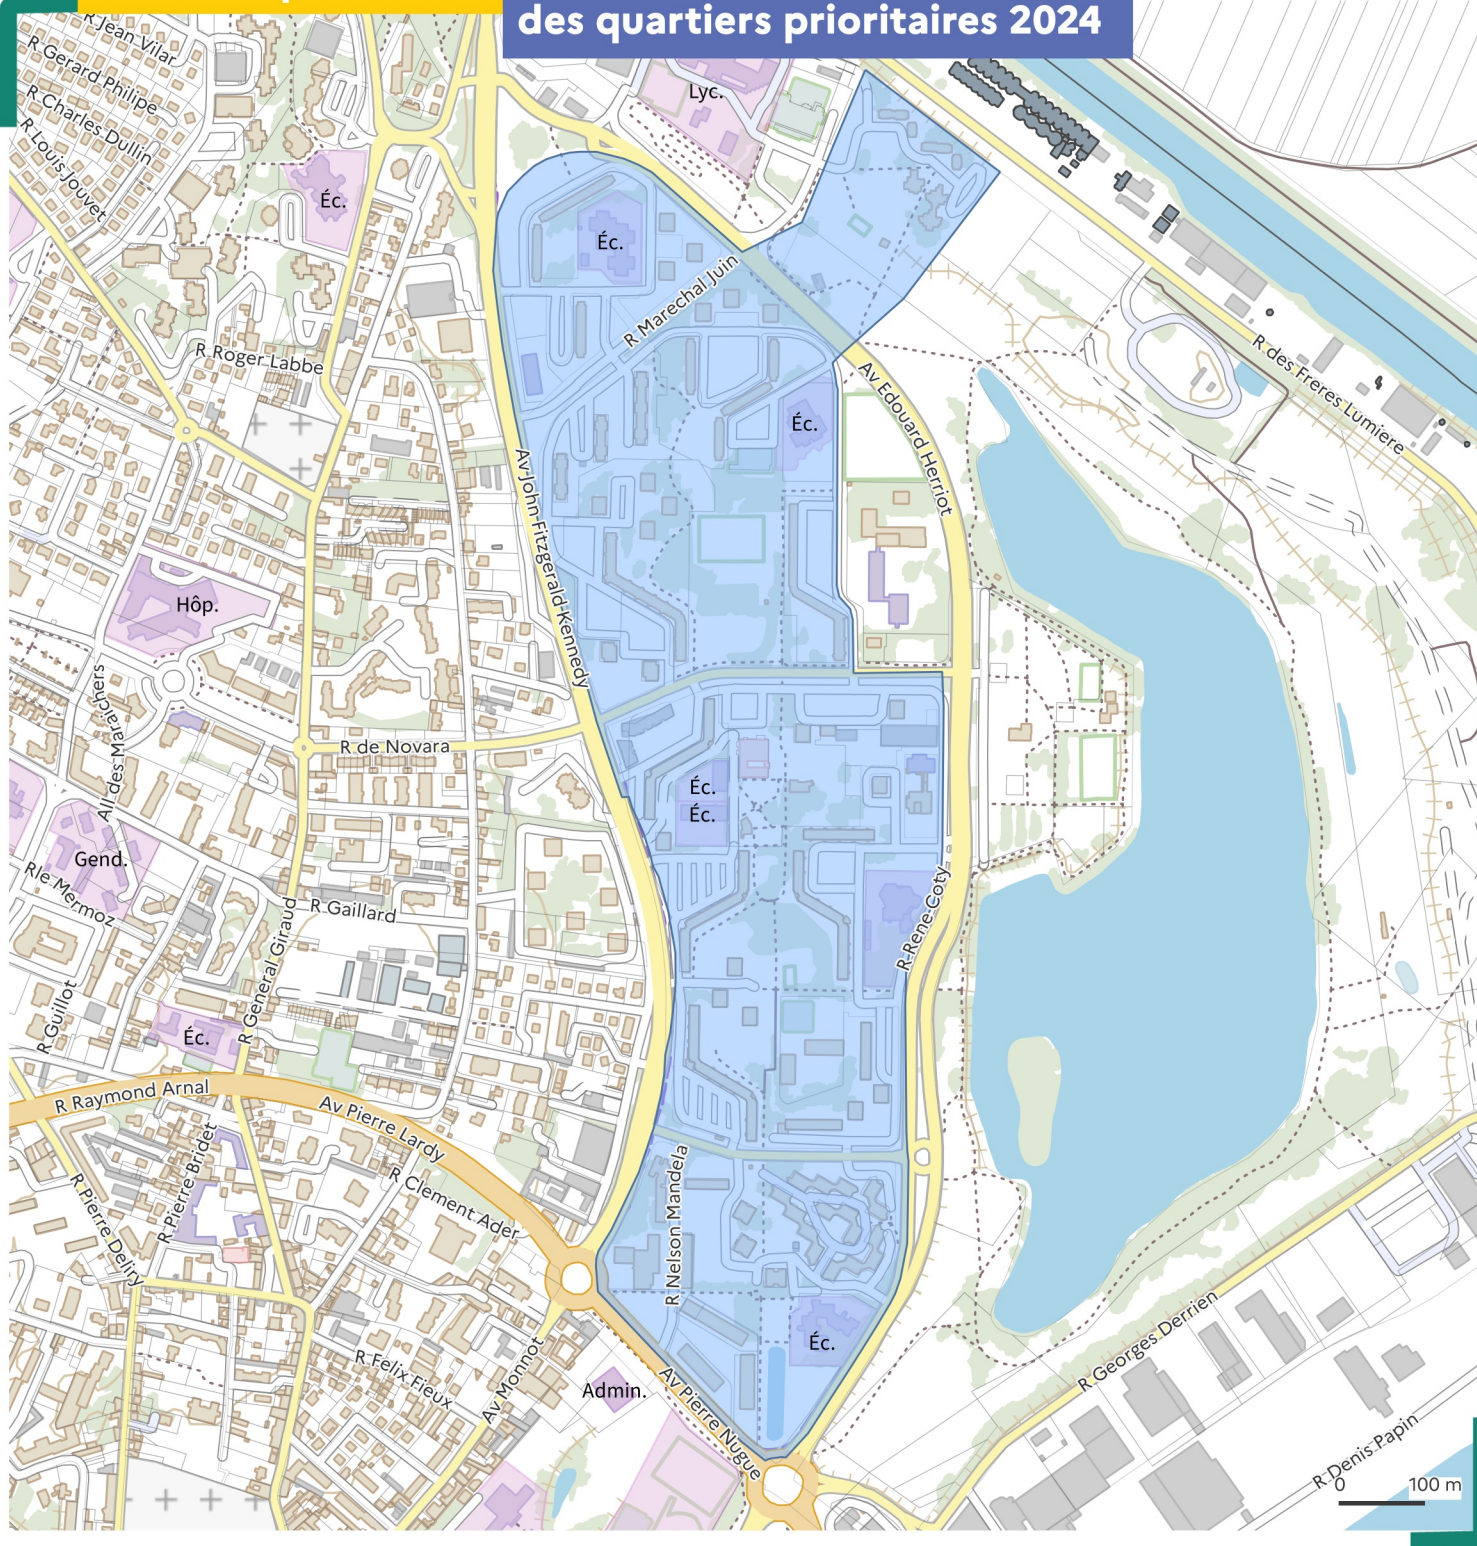 des quartiers prioritaires 2024
R Jean Vilar
R Gerard Philipe
R Charles Dullin
R Louis Jouvet
Lyc.
Éc.
Éc.
R Marechal Juin
R Roger Labbe
R des Freres Lumiere
Av Edouard Herriot
Éc.
Av John Fitzgerald Kennedy
Hôp.
All des Maraichers
R de Novara
Éc.
Éc.
Gend.
Rle Mermoz
R Gaillard
R General Giraud
R Rene Coty
R Guillot
Éc.
R Raymond Arnal
Av Pierre Lardy
R Pierre Bridet
R Clement Ader
R Pierre Deliry
R Nelson Mandela
R Felix Fieux
Av Monnot
Éc.
Admin.
Av Pierre Nugue
R Georges Derrien
R Denis Papin
0 100 m